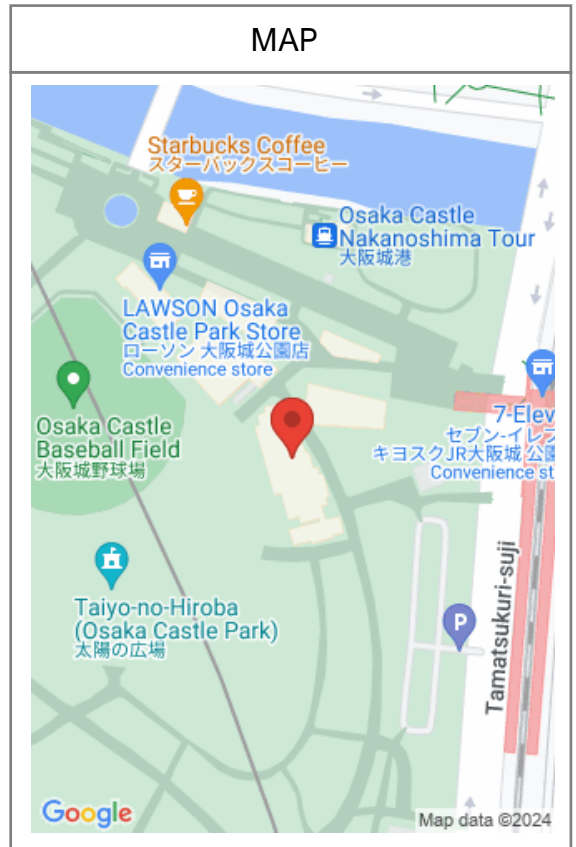 MAP
Starbucks Coffee
スターバックスコーヒー
Osaka Castle
Nakanoshima Tour
大阪城港
LAWSON Osaka
Castle Park Store
ローソン 大阪城公園店
Convenience store
7-Elev
セブン-イレブ
キヨスクJR大阪城公園
Convenience st
Osaka Castle
Baseball Field
大阪城野球場
Taiyo-no-Hiroba
(Osaka Castle Park)
太陽の広場
P
Tamatsukuri-suji
Google
Map data ©2024